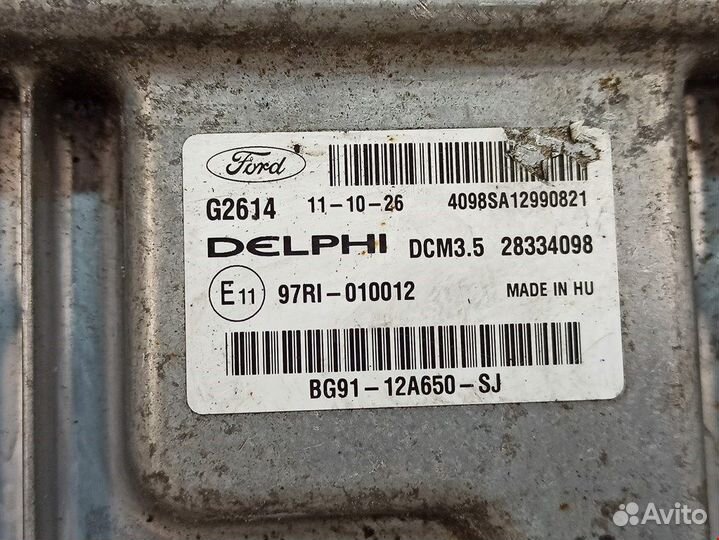 Ford
G2614 11-10-26 4098SA12990821
DELPHI DCM3.5 28334098
E11 97RI-010012 MADE IN HU
BG91-12A650-SJ
Avito